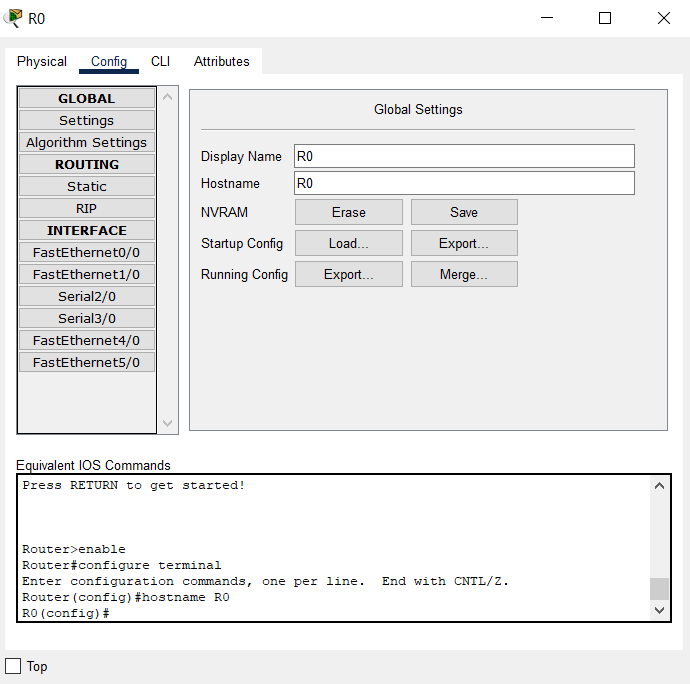 R0
Physical Config CLI Attributes
GLOBAL
Settings
Algorithm Settings
ROUTING
Static
RIP
INTERFACE
FastEthernet0/0
FastEthernet1/0
Serial2/0
Serial3/0
FastEthernet4/0
FastEthernet5/0
Global Settings
Display Name R0
Hostname R0
NVRAM Erase Save
Startup Config Load... Export...
Running Config Export... Merge...
Equivalent IOS Commands
Press RETURN to get started!
Router>enable
Router#configure terminal
Enter configuration commands, one per line.  End with CNTL/Z.
Router(config)#hostname R0
R0(config)#
Top